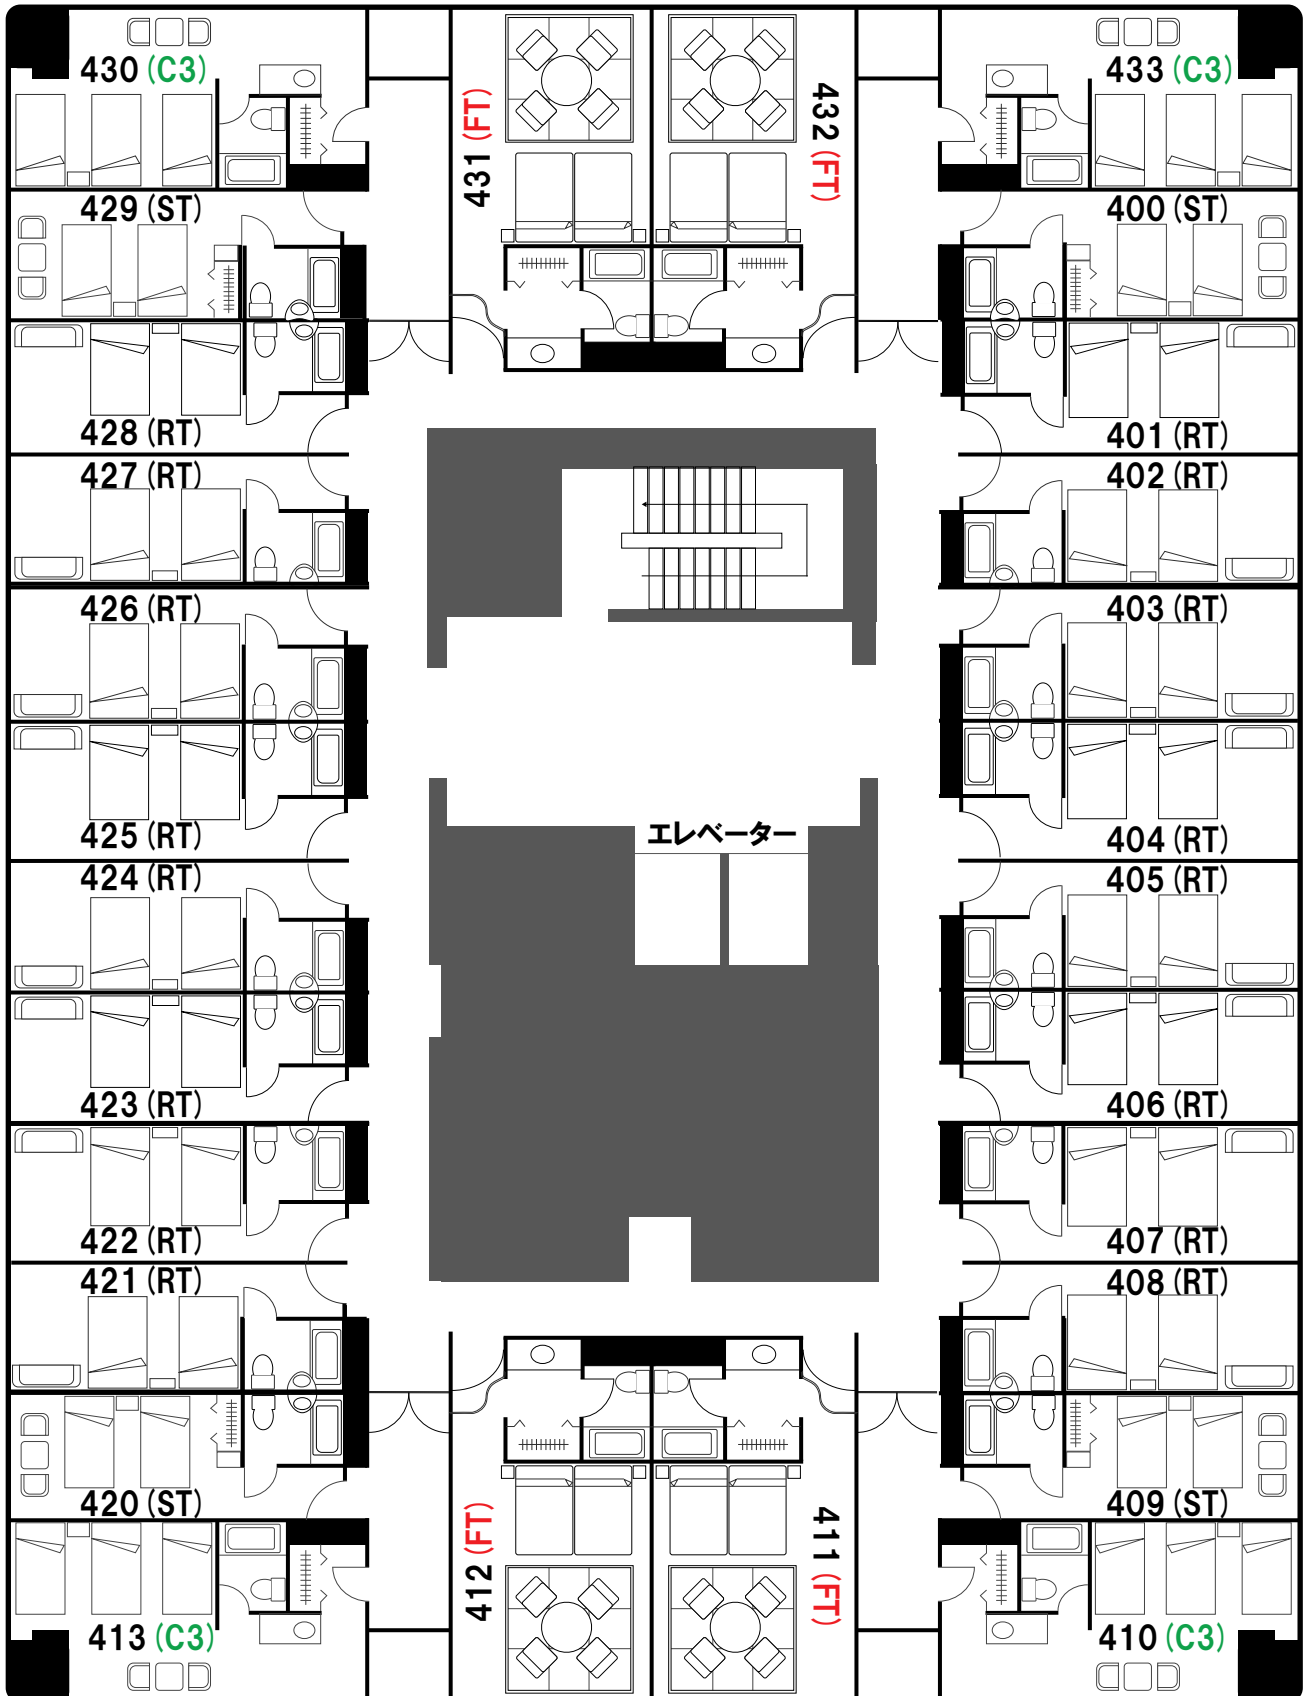 430 (C3)
431 (FT)
432 (FT)
433 (C3)
429 (ST)
400 (ST)
428 (RT)
401 (RT)
427 (RT)
402 (RT)
426 (RT)
403 (RT)
425 (RT)
エレベーター
404 (RT)
424 (RT)
405 (RT)
423 (RT)
406 (RT)
422 (RT)
407 (RT)
421 (RT)
408 (RT)
420 (ST)
409 (ST)
412 (FT)
411 (FT)
413 (C3)
410 (C3)